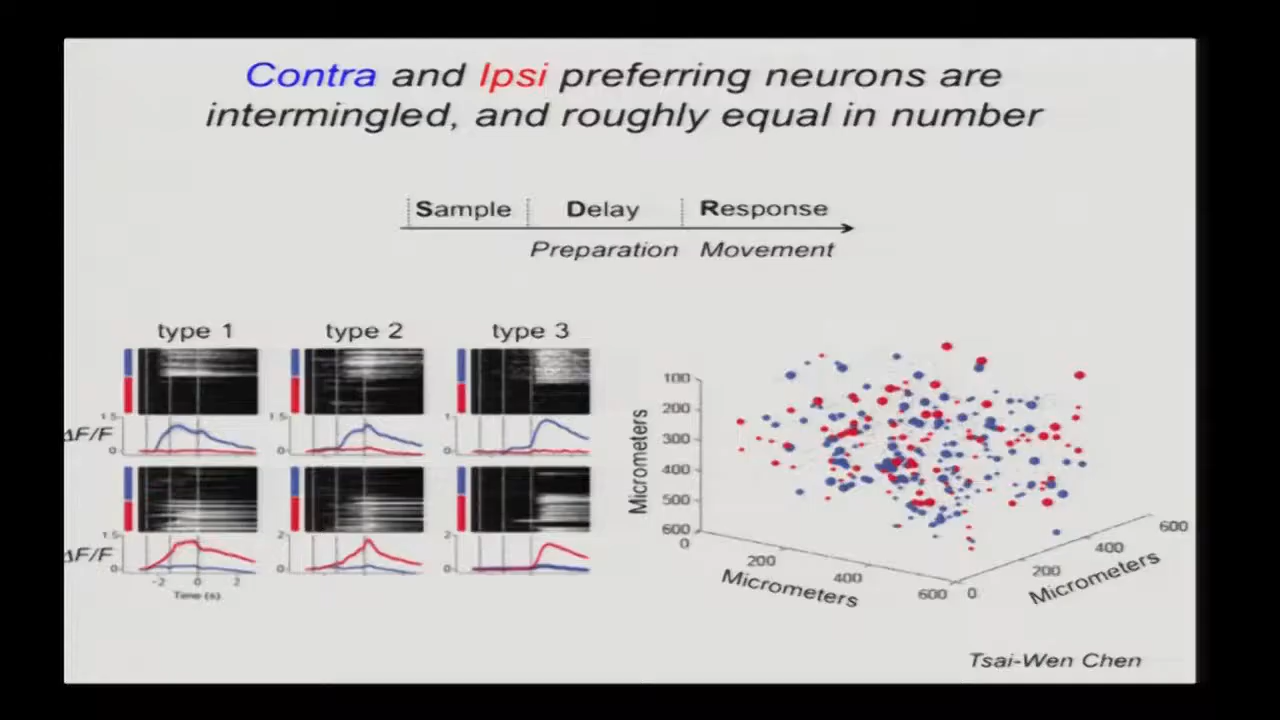 Contra and Ipsi preferring neurons are
intermingled, and roughly equal in number
Sample Delay Response
Preparation Movement
type 1 type 2 type 3
1.5 1.5 1
ΔF/F 0 0 0
1.5 2 2
ΔF/F 0 0 0
-2 0 2
Time (s)
100
200
300
400
500
600
Micrometers
0 200 400 600
Micrometers
0 200 400 600
Micrometers
Tsai-Wen Chen